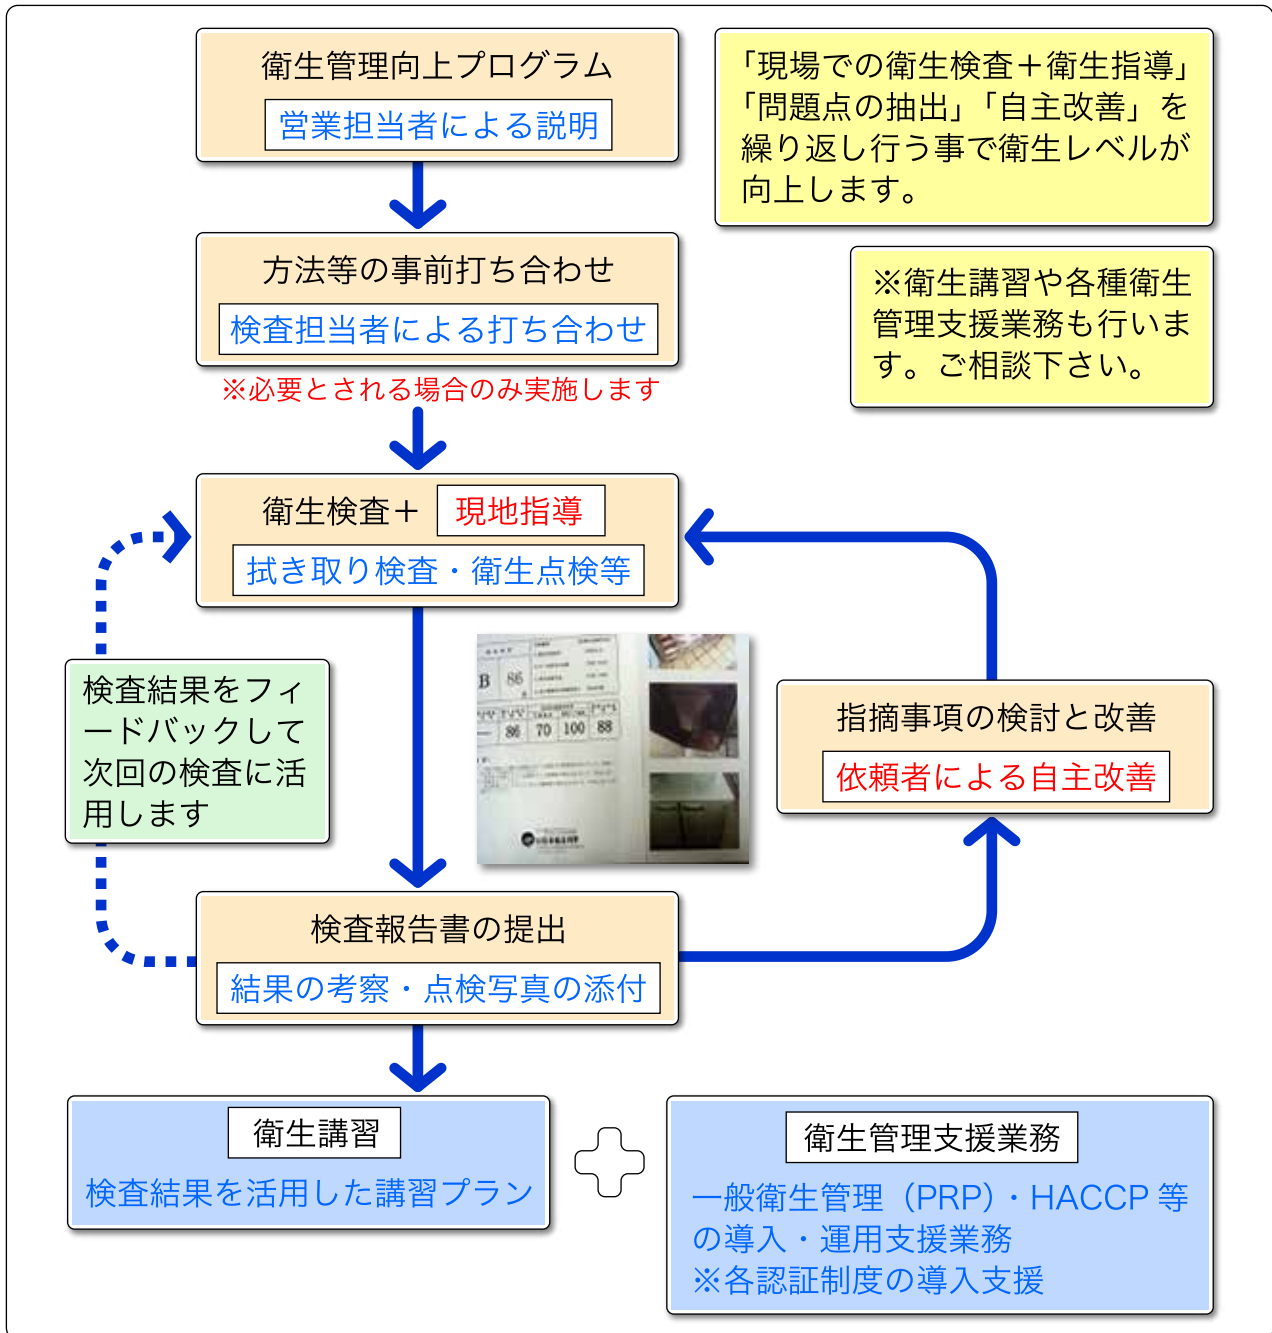 衛生管理向上プログラム
営業担当者による説明
「現場での衛生検査＋衛生指導」
「問題点の抽出」「自主改善」を
繰り返し行う事で衛生レベルが
向上します。
方法等の事前打ち合わせ
検査担当者による打ち合わせ
※必要とされる場合のみ実施します
※衛生講習や各種衛生
管理支援業務も行いま
す。ご相談下さい。
衛生検査＋ 現地指導
拭き取り検査・衛生点検等
検査結果をフィ
ードバックして
次回の検査に活
用します
B 86
86 70 100 88
指摘事項の検討と改善
依頼者による自主改善
検査報告書の提出
結果の考察・点検写真の添付
衛生講習
検査結果を活用した講習プラン
衛生管理支援業務
一般衛生管理（PRP）・HACCP 等
の導入・運用支援業務
※各認証制度の導入支援